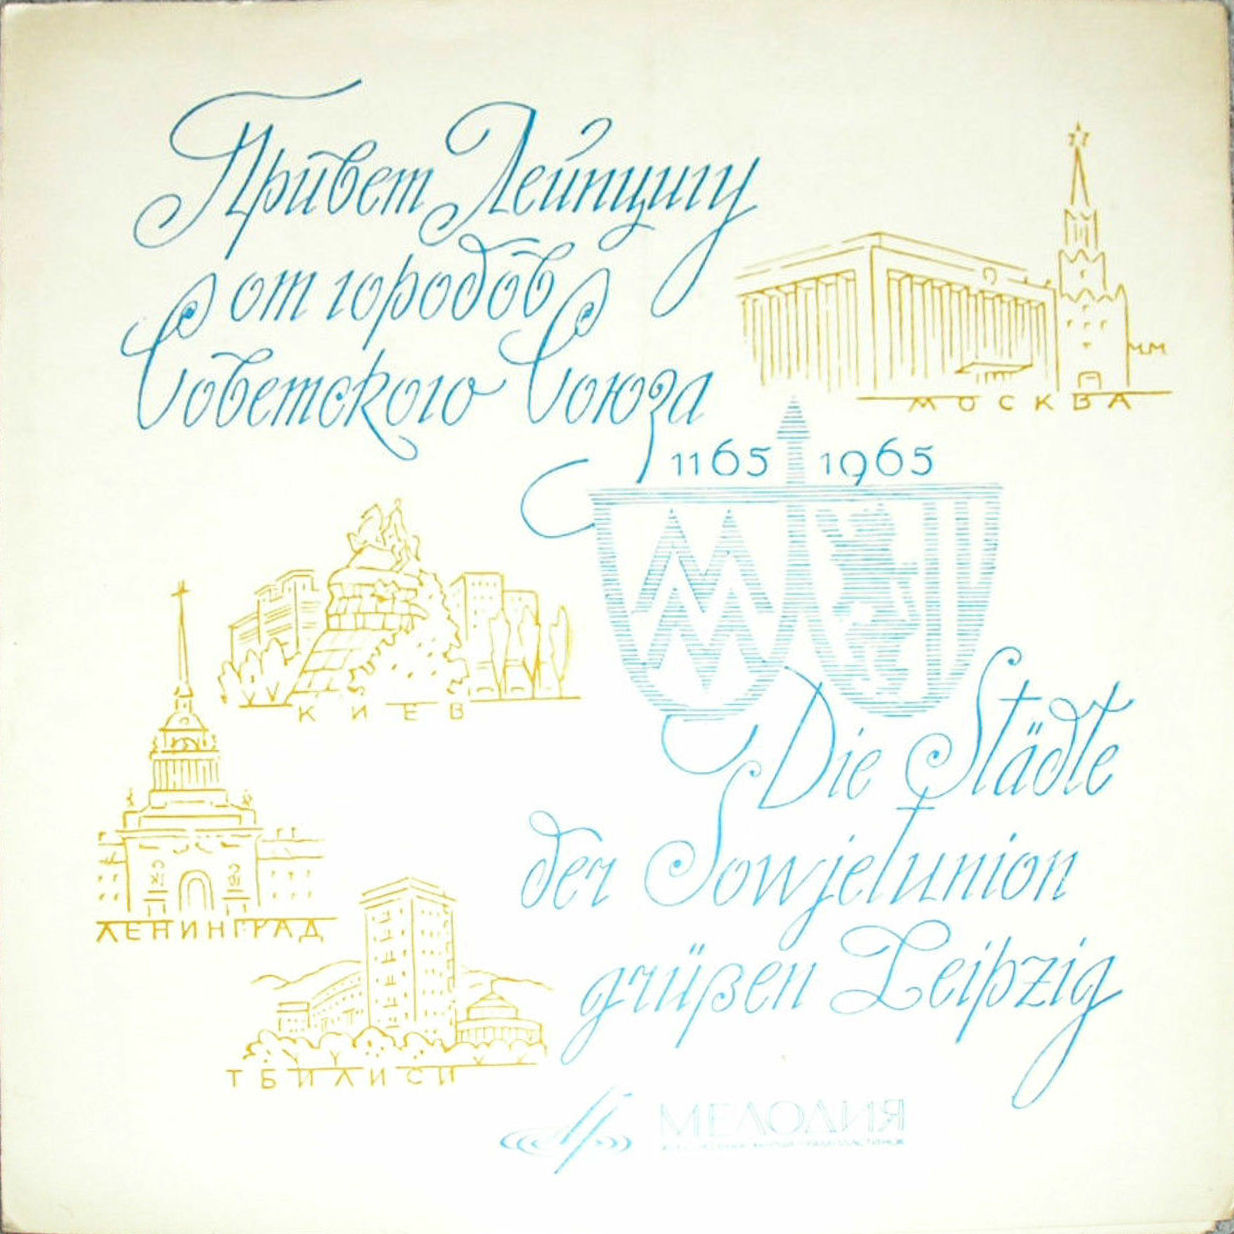 Привет Лейпцигу
от городов
Советского Союза
МОСКВА
1165 1965
ММ
КИЕВ
Die Städte
der Sowjetunion
grüßen Leipzig
ЛЕНИНГРАД
ТБИЛИСИ
МЕЛОДИЯ